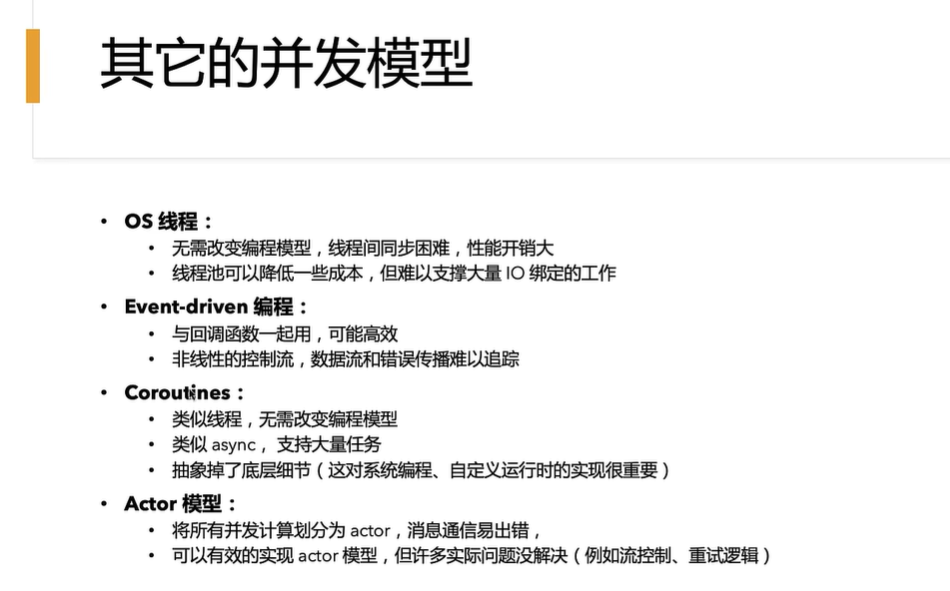 其它的并发模型
• OS 线程：
• 无需改变编程模型，线程间同步困难，性能开销大
• 线程池可以降低一些成本，但难以支撑大量 IO 绑定的工作
• Event-driven 编程：
• 与回调函数一起用，可能高效
• 非线性的控制流，数据流和错误传播难以追踪
• Coroutines：
• 类似线程，无需改变编程模型
• 类似 async， 支持大量任务
• 抽象掉了底层细节（这对系统编程、自定义运行时的实现很重要）
• Actor 模型：
• 将所有并发计算划分为 actor，消息通信易出错，
• 可以有效的实现 actor 模型，但许多实际问题没解决（例如流控制、重试逻辑）